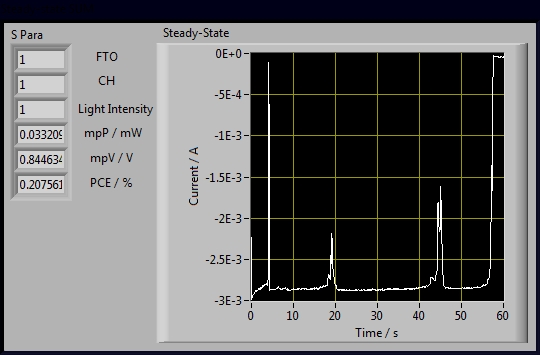 S Para
1 FTO
1 CH
1 Light Intensity
0.033209 mpP / mW
0.844634 mpV / V
0.207561 PCE / %
Steady-State
Current / A
0E+0
-5E-4
-1E-3
-1.5E-3
-2E-3
-2.5E-3
-3E-3
0 10 20 30 40 50 60
Time / s